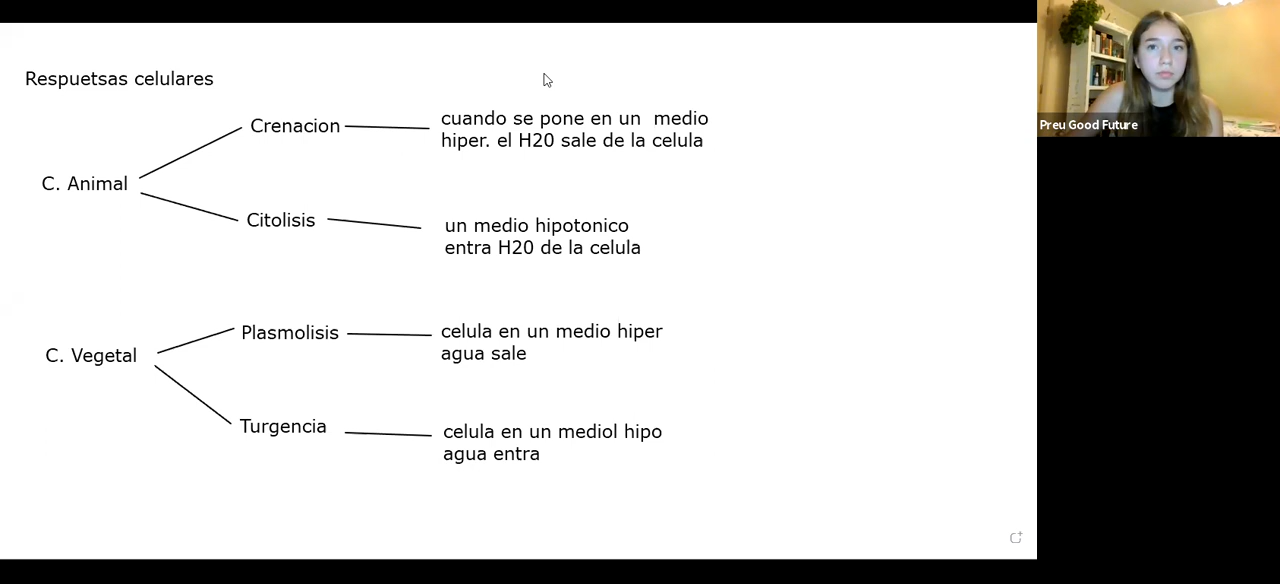 Respuetsas celulares
Crenacion
cuando se pone en un  medio
hiper. el H20 sale de la celula
C. Animal
Citolisis
un medio hipotonico
entra H20 de la celula
Plasmolisis
celula en un medio hiper
agua sale
C. Vegetal
Turgencia
celula en un mediol hipo
agua entra
Preu Good Future